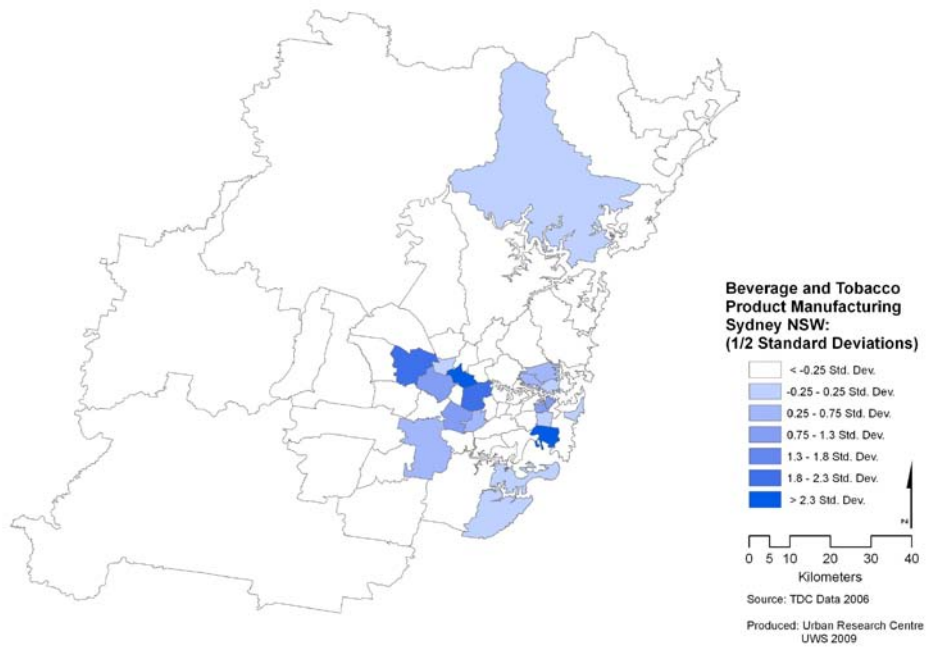 Beverage and Tobacco
Product Manufacturing
Sydney NSW:
(1/2 Standard Deviations)
< -0.25 Std. Dev.
-0.25 - 0.25 Std. Dev.
0.25 - 0.75 Std. Dev.
0.75 - 1.3 Std. Dev.
1.3 - 1.8 Std. Dev.
1.8 - 2.3 Std. Dev.
> 2.3 Std. Dev.
N
0 5 10 20 30 40
Kilometers
Source: TDC Data 2006
Produced: Urban Research Centre
UWS 2009